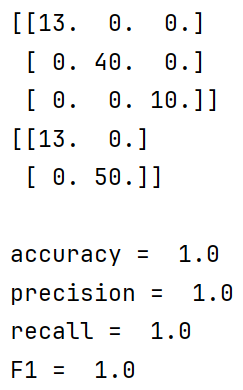 [[13.  0.  0.]
 [ 0. 40.  0.]
 [ 0.  0. 10.]]
[[13.  0.]
 [ 0. 50.]]

accuracy =  1.0
precision =  1.0
recall =  1.0
F1 =  1.0